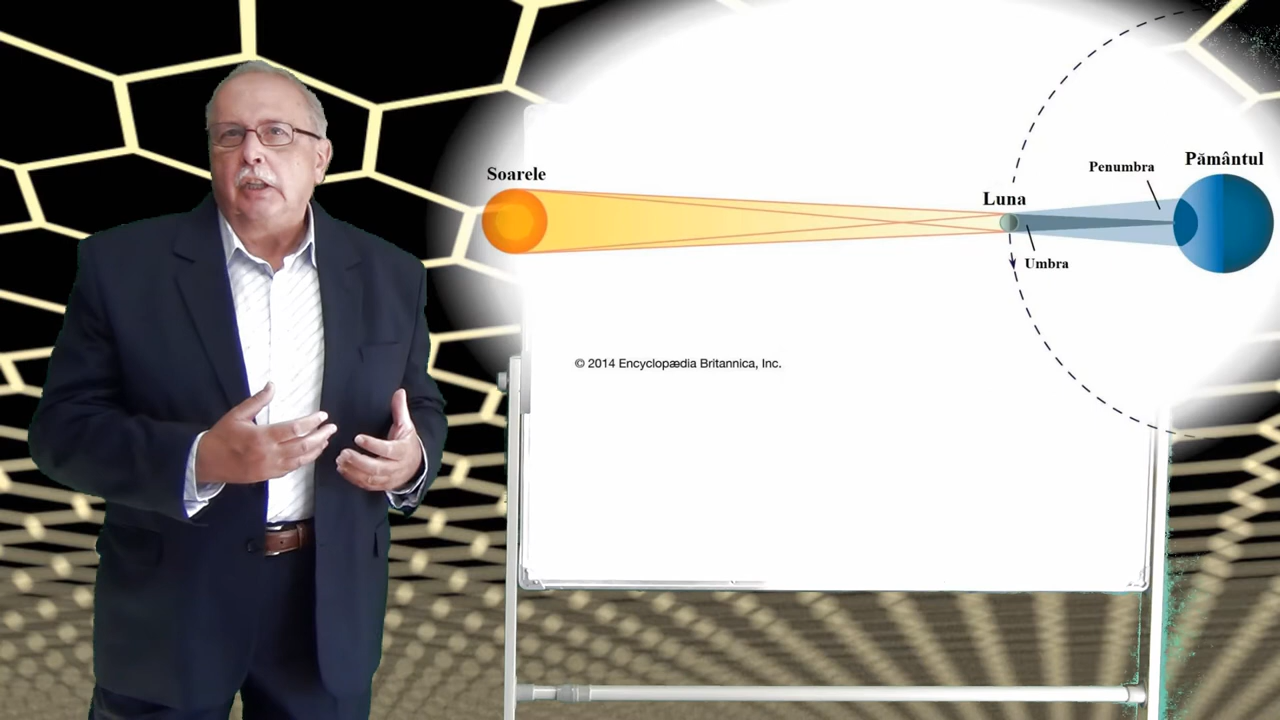 Soarele
Luna
Penumbra
Pământul
Umbra
© 2014 Encyclopædia Britannica, Inc.